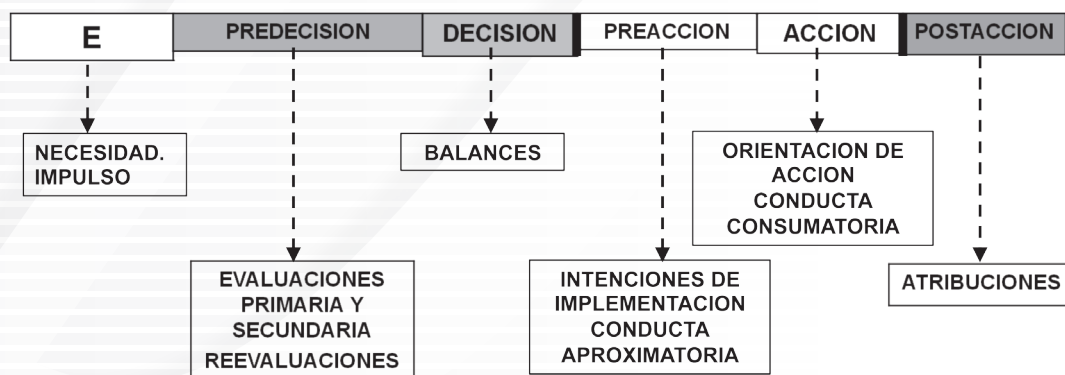 E
PREDECISION
DECISION
PREACCION
ACCION
POSTACCION
NECESIDAD.
IMPULSO
EVALUACIONES
PRIMARIA Y
SECUNDARIA
REEVALUACIONES
BALANCES
INTENCIONES DE
IMPLEMENTACION
CONDUCTA
APROXIMATORIA
ORIENTACION DE
ACCION
CONDUCTA
CONSUMATORIA
ATRIBUCIONES